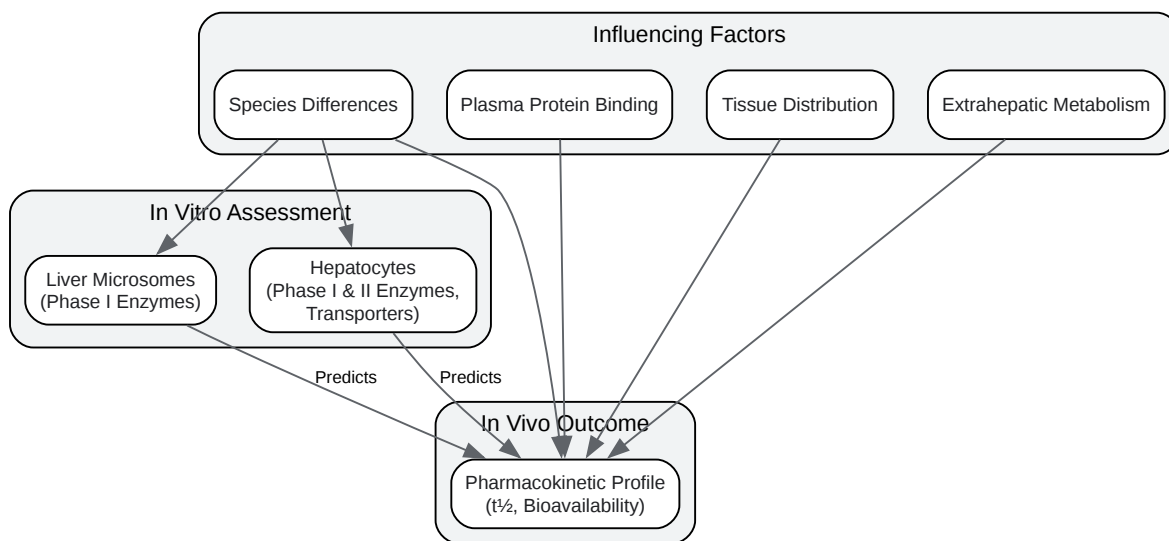 Influencing Factors
Species Differences
Plasma Protein Binding
Tissue Distribution
Extrahepatic Metabolism
In Vitro Assessment
Liver Microsomes
(Phase I Enzymes)
Hepatocytes
(Phase I & II Enzymes,
Transporters)
Predicts
Predicts
In Vivo Outcome
Pharmacokinetic Profile
(t½, Bioavailability)